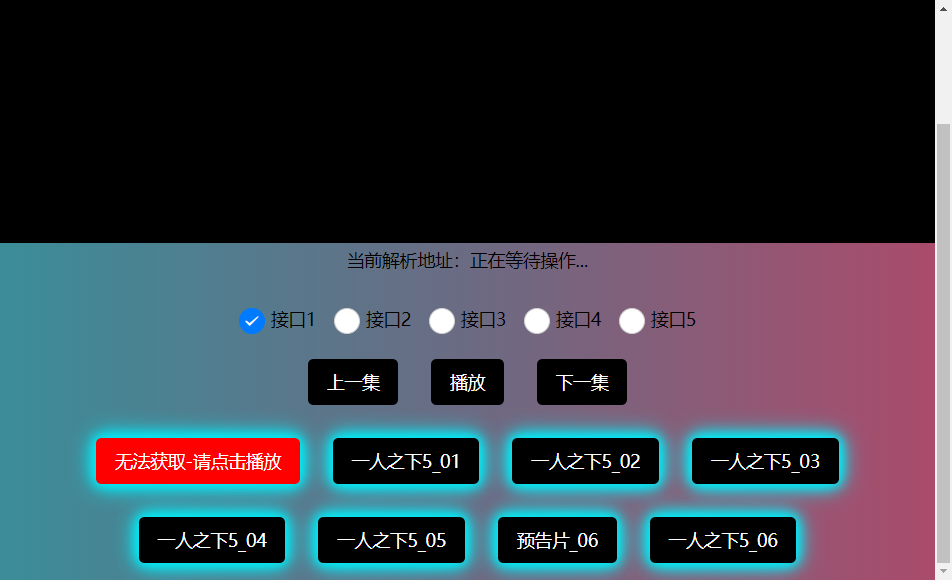 当前解析地址：正在等待操作...
接口1 接口2 接口3 接口4 接口5
上一集 播放 下一集
无法获取-请点击播放 一人之下5_01 一人之下5_02 一人之下5_03
一人之下5_04 一人之下5_05 预告片_06 一人之下5_06